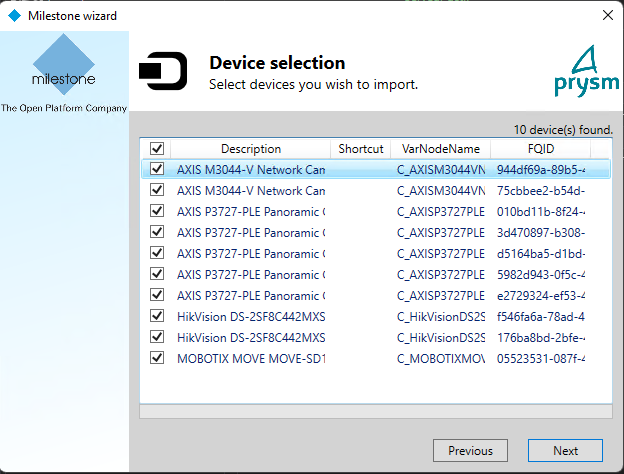 Milestone wizard
milestone
The Open Platform Company
Device selection
Select devices you wish to import.
prysm
10 device(s) found.
Description Shortcut VarNodeName FQID
AXIS M3044-V Network Cam C_AXISM3044VN 944df69a-89b5-4
AXIS M3044-V Network Cam C_AXISM3044VN 75cbbee2-b54d-
AXIS P3727-PLE Panoramic C_AXISP3727PLE 010bd11b-8f24-4
AXIS P3727-PLE Panoramic C_AXISP3727PLE 3d470897-b308-
AXIS P3727-PLE Panoramic C_AXISP3727PLE d5164ba5-d1bd-
AXIS P3727-PLE Panoramic C_AXISP3727PLE 5982d943-0f5c-4
AXIS P3727-PLE Panoramic C_AXISP3727PLE e2729324-ef53-4
HikVision DS-2SF8C442MXS C_HikVisionDS2S f546fa6a-78ad-4
HikVision DS-2SF8C442MXS C_HikVisionDS2S 176ba8bd-2bfe-4
MOBOTIX MOVE MOVE-SD1 C_MOBOTIXMOV 05523531-087f-4
Previous Next